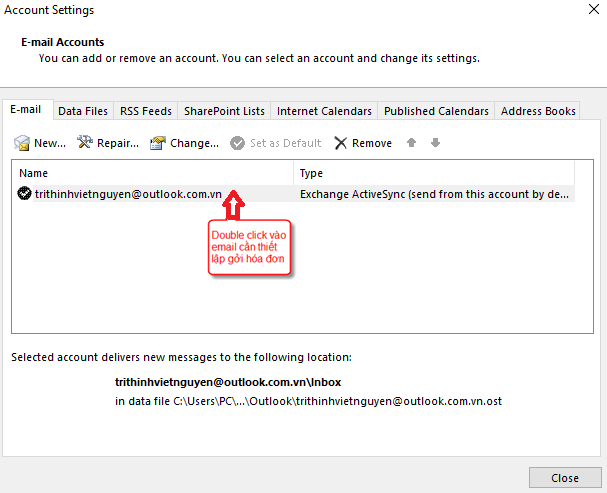 Account Settings
E-mail Accounts
You can add or remove an account. You can select an account and change its settings.
E-mail Data Files RSS Feeds SharePoint Lists Internet Calendars Published Calendars Address Books
New... Repair... Change... Set as Default Remove
Name Type
trithinhvietnguyen@outlook.com.vn Exchange ActiveSync (send from this account by de...
Double click vào
email cần thiết
lập gởi hóa đơn
Selected account delivers new messages to the following location:
trithinhvietnguyen@outlook.com.vn\Inbox
in data file C:\Users\PC\...\Outlook\trithinhvietnguyen@outlook.com.vn.ost
Close